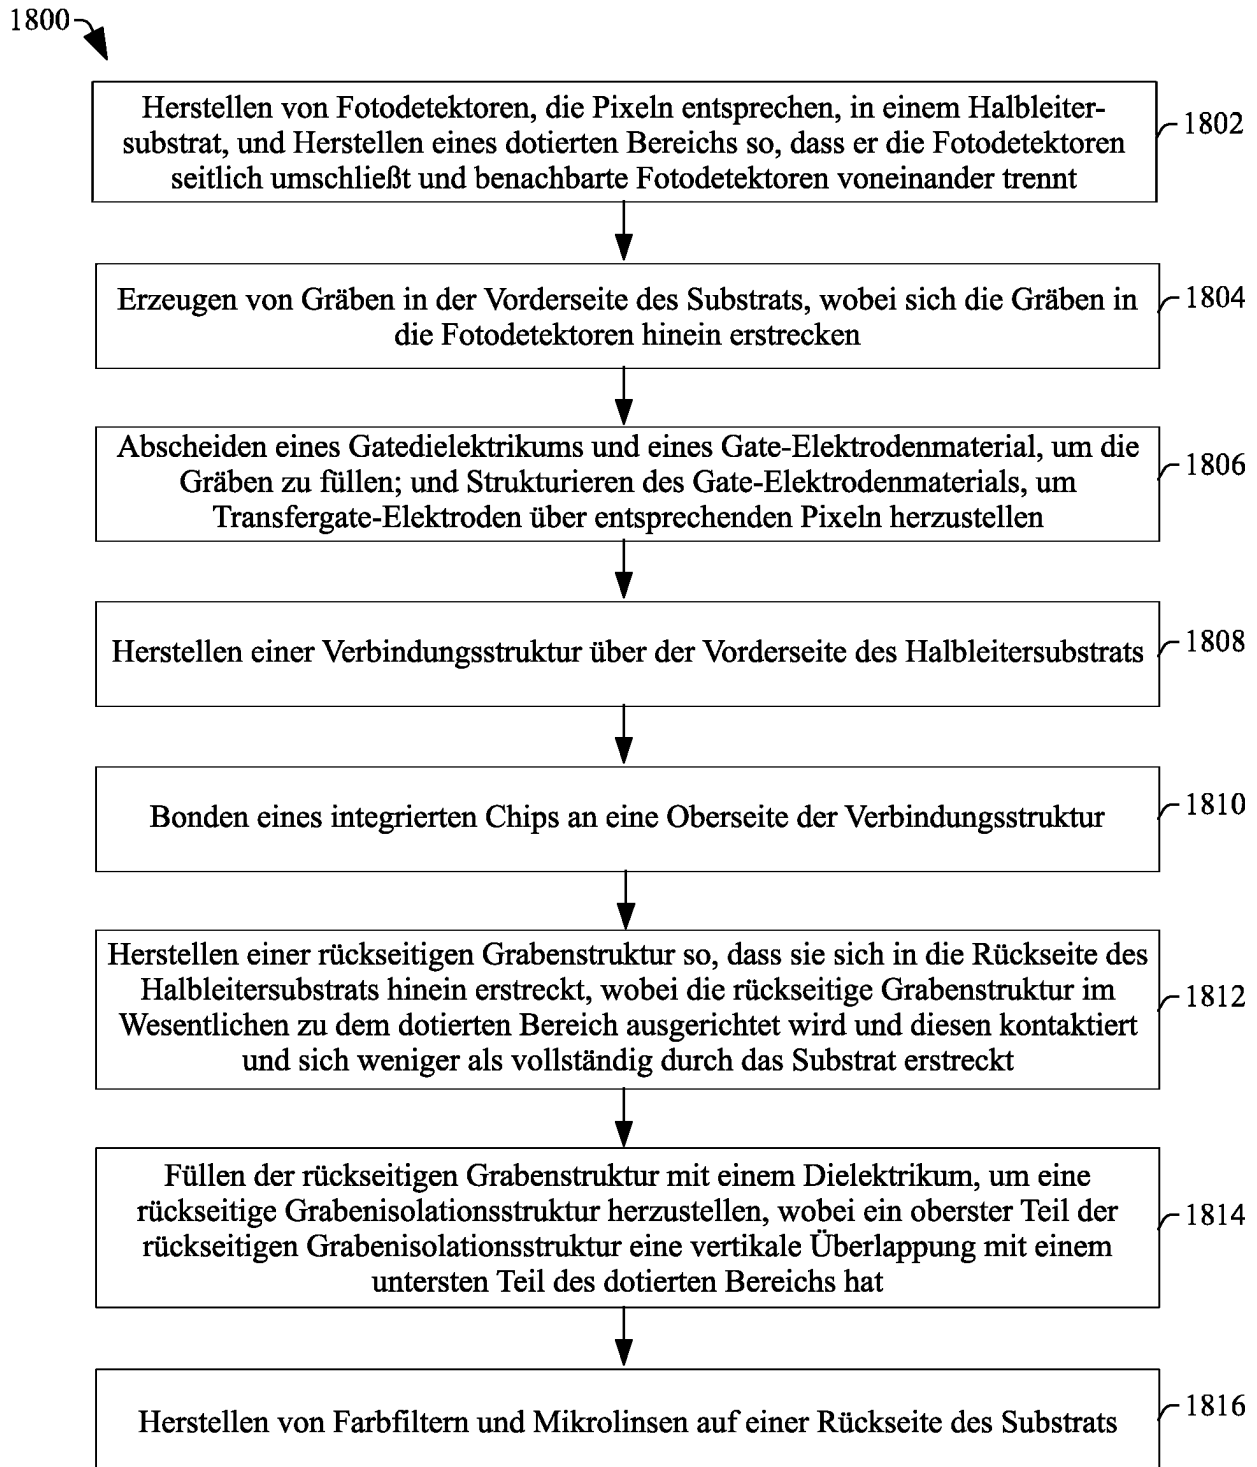 1800
Herstellen von Fotodetektoren, die Pixeln entsprechen, in einem Halbleiter-
substrat, und Herstellen eines dotierten Bereichs so, dass er die Fotodetektoren
seitlich umschließt und benachbarte Fotodetektoren voneinander trennt
1802
Erzeugen von Gräben in der Vorderseite des Substrats, wobei sich die Gräben in
die Fotodetektoren hinein erstrecken
1804
Abscheiden eines Gatedielektrikums und eines Gate-Elektrodenmaterial, um die
Gräben zu füllen; und Strukturieren des Gate-Elektrodenmaterials, um
Transfergate-Elektroden über entsprechenden Pixeln herzustellen
1806
Herstellen einer Verbindungsstruktur über der Vorderseite des Halbleitersubstrats
1808
Bonden eines integrierten Chips an eine Oberseite der Verbindungsstruktur
1810
Herstellen einer rückseitigen Grabenstruktur so, dass sie sich in die Rückseite des
Halbleitersubstrats hinein erstreckt, wobei die rückseitige Grabenstruktur im
Wesentlichen zu dem dotierten Bereich ausgerichtet wird und diesen kontaktiert
und sich weniger als vollständig durch das Substrat erstreckt
1812
Füllen der rückseitigen Grabenstruktur mit einem Dielektrikum, um eine
rückseitige Grabenisolationsstruktur herzustellen, wobei ein oberster Teil der
rückseitigen Grabenisolationsstruktur eine vertikale Überlappung mit einem
untersten Teil des dotierten Bereichs hat
1814
Herstellen von Farbfiltern und Mikrolinsen auf einer Rückseite des Substrats
1816